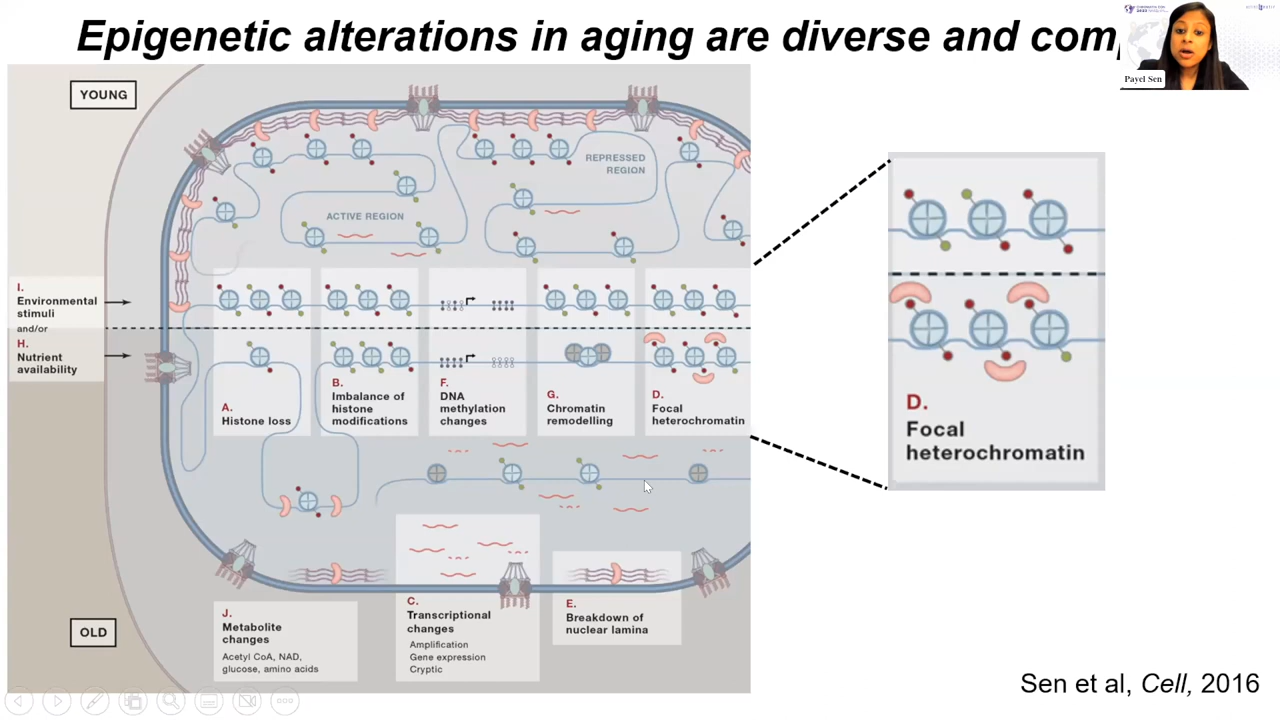 Epigenetic alterations in aging are diverse and com
Payel Sen
YOUNG
REPRESSED
REGION
ACTIVE REGION
I.
Environmental
stimuli
and/or
H.
Nutrient
availability
A.
Histone loss
B.
Imbalance of
histone
modifications
F.
DNA
methylation
changes
G.
Chromatin
remodelling
D.
Focal
heterochromatin
D.
Focal
heterochromatin
J.
Metabolite
changes
Acetyl CoA, NAD,
glucose, amino acids
C.
Transcriptional
changes
Amplification
Gene expression
Cryptic
E.
Breakdown of
nuclear lamina
OLD
Sen et al, Cell, 2016